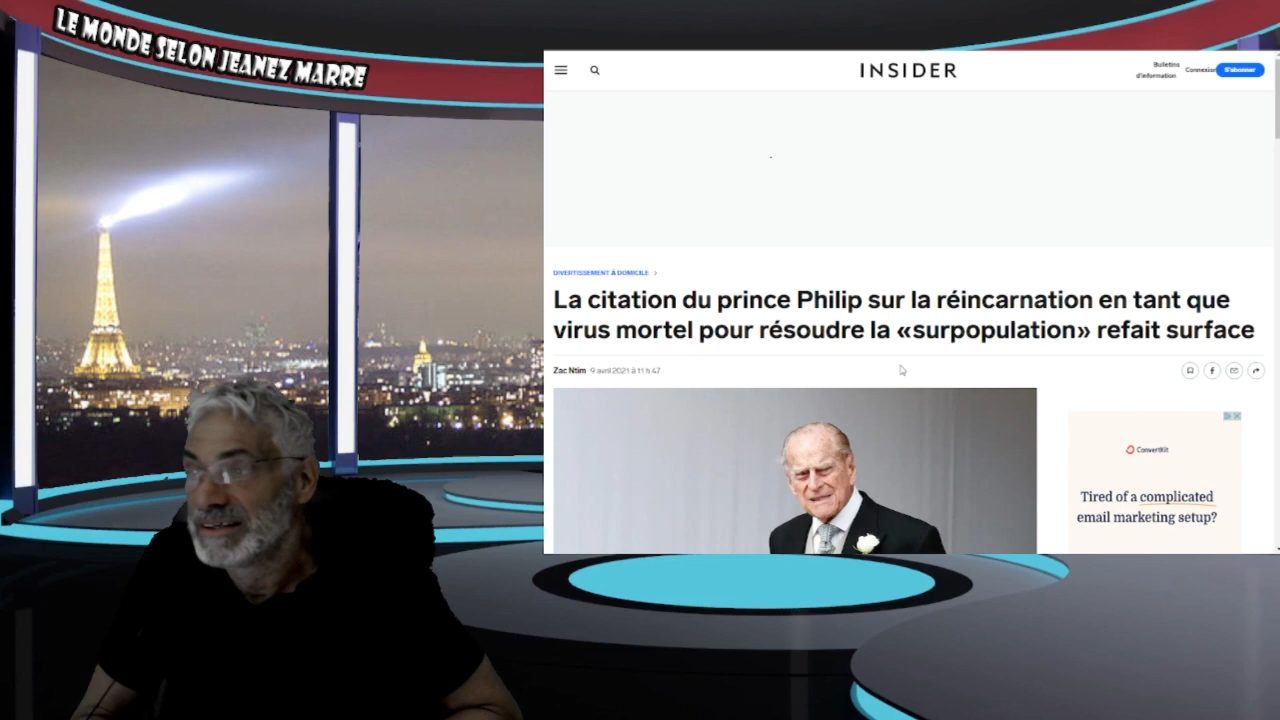 LE MONDE SELON JEANEZ MARRE
INSIDER
Bulletins
d'information
Connexion
S'abonner
DIVERTISSEMENT À DOMICILE >
La citation du prince Philip sur la réincarnation en tant que
virus mortel pour résoudre la «surpopulation» refait surface
Zac Ntim 9 avril 2021 à 11 h 47
ConvertKit
Tired of a complicated
email marketing setup?